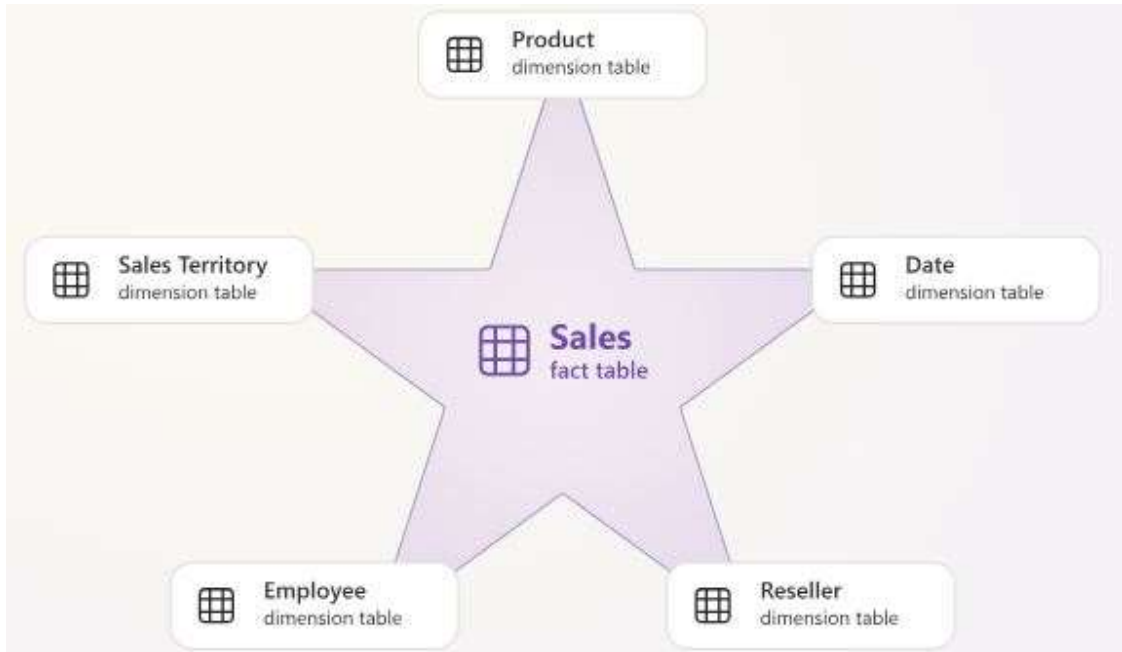 Product
dimension table
Sales Territory
dimension table
Date
dimension table
Sales
fact table
Employee
dimension table
Reseller
dimension table